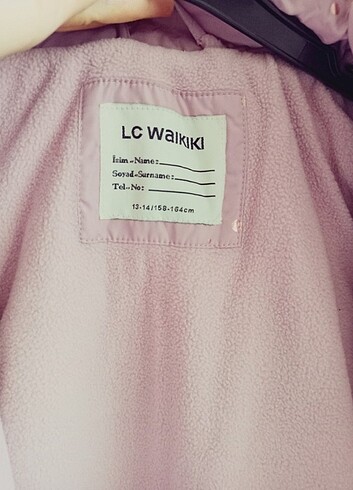 LC WaiKIKI
İsim-Name:
Soyad-Surname:
Tel-No:
13-14/158-164cm